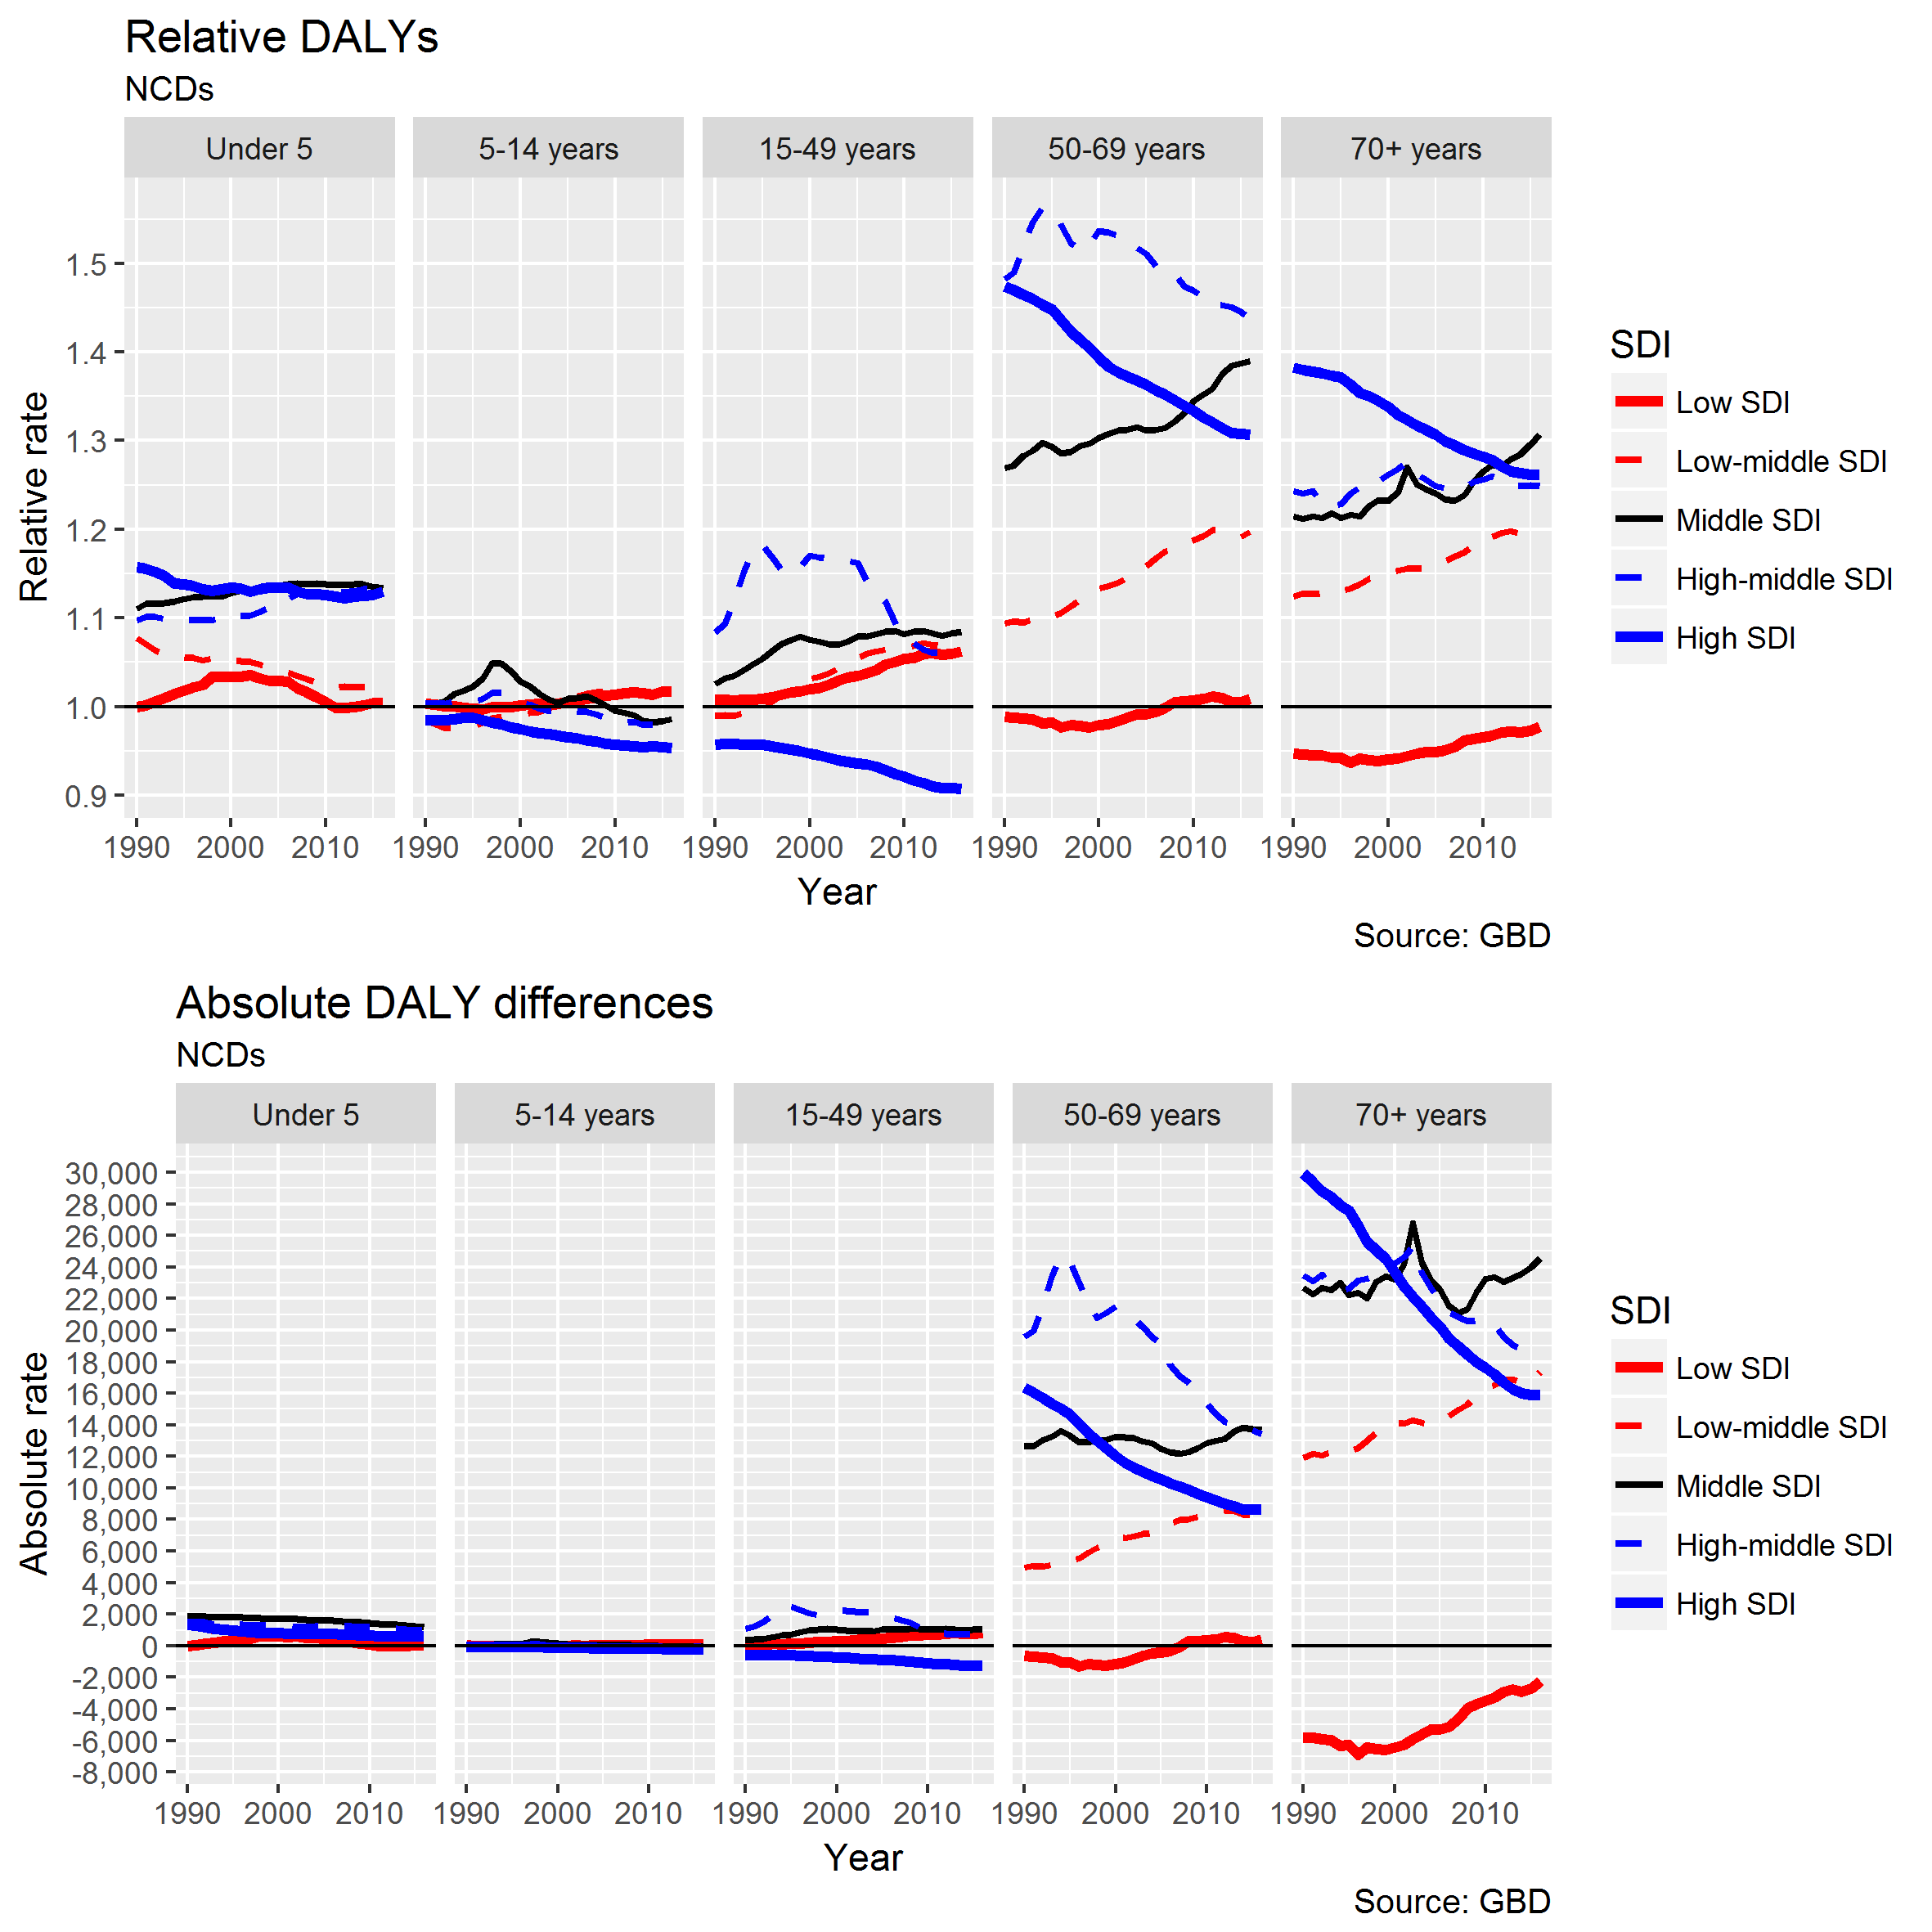 Relative DALYs
NCDs
Under 5 5-14 years 15-49 years 50-69 years 70+ years
Relative rate
1.5
1.4
1.3
1.2
1.1
1.0
0.9
1990 2000 2010 1990 2000 2010 1990 2000 2010 1990 2000 2010 1990 2000 2010
Year
Source: GBD
SDI
Low SDI
Low-middle SDI
Middle SDI
High-middle SDI
High SDI
Absolute DALY differences
NCDs
Under 5 5-14 years 15-49 years 50-69 years 70+ years
Absolute rate
30,000
28,000
26,000
24,000
22,000
20,000
18,000
16,000
14,000
12,000
10,000
8,000
6,000
4,000
2,000
0
-2,000
-4,000
-6,000
-8,000
1990 2000 2010 1990 2000 2010 1990 2000 2010 1990 2000 2010 1990 2000 2010
Year
Source: GBD
SDI
Low SDI
Low-middle SDI
Middle SDI
High-middle SDI
High SDI